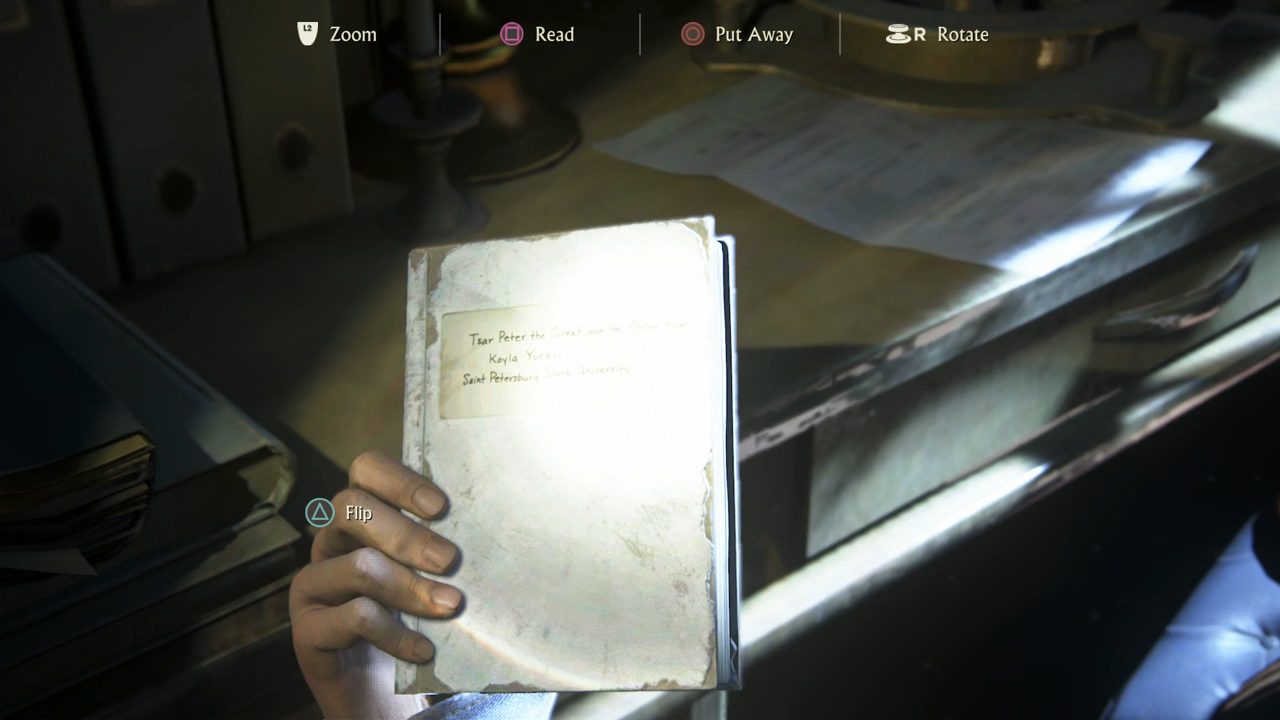 L2 Zoom
Read
Put Away
R Rotate
Tsar Peter the Great and the
Kayla
Saint Petersburg State University
Flip